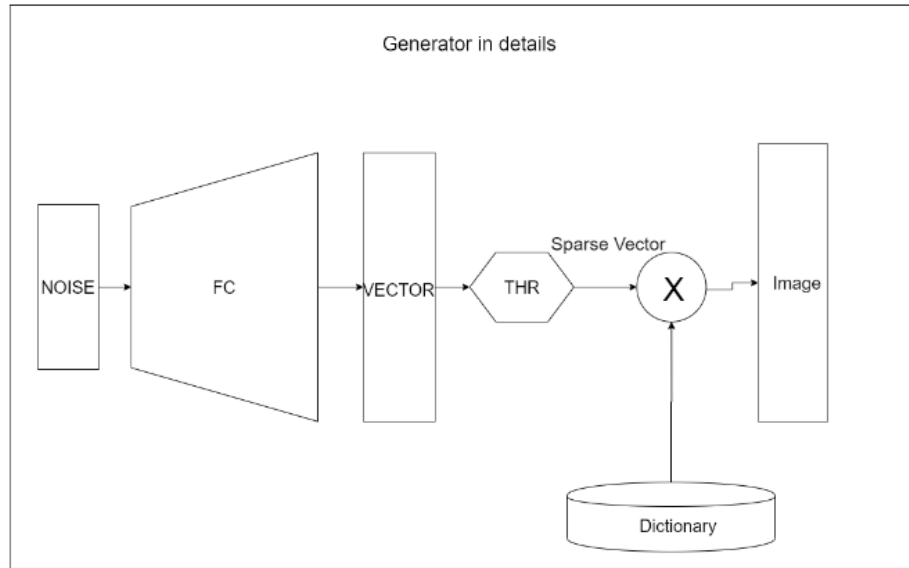 Generator in details
NOISE
FC
VECTOR
THR
Sparse Vector
X
Image
Dictionary